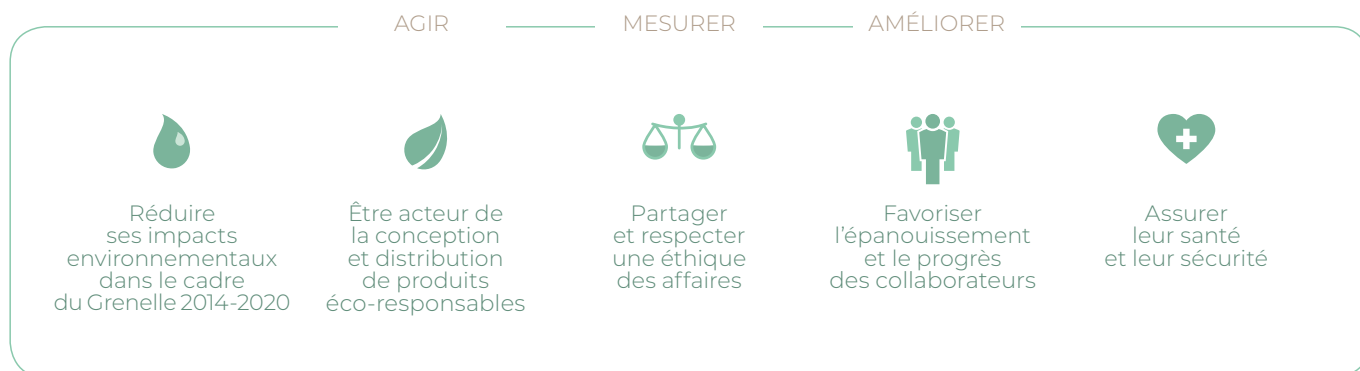 AGIR
MESURER
AMÉLIORER
Réduire
ses impacts
environnementaux
dans le cadre
du Grenelle 2014-2020
Être acteur de
la conception
et distribution
de produits
éco-responsables
Partager
et respecter
une éthique
des affaires
Favoriser
l'épanouissement
et le progrès
des collaborateurs
Assurer
leur santé
et leur sécurité